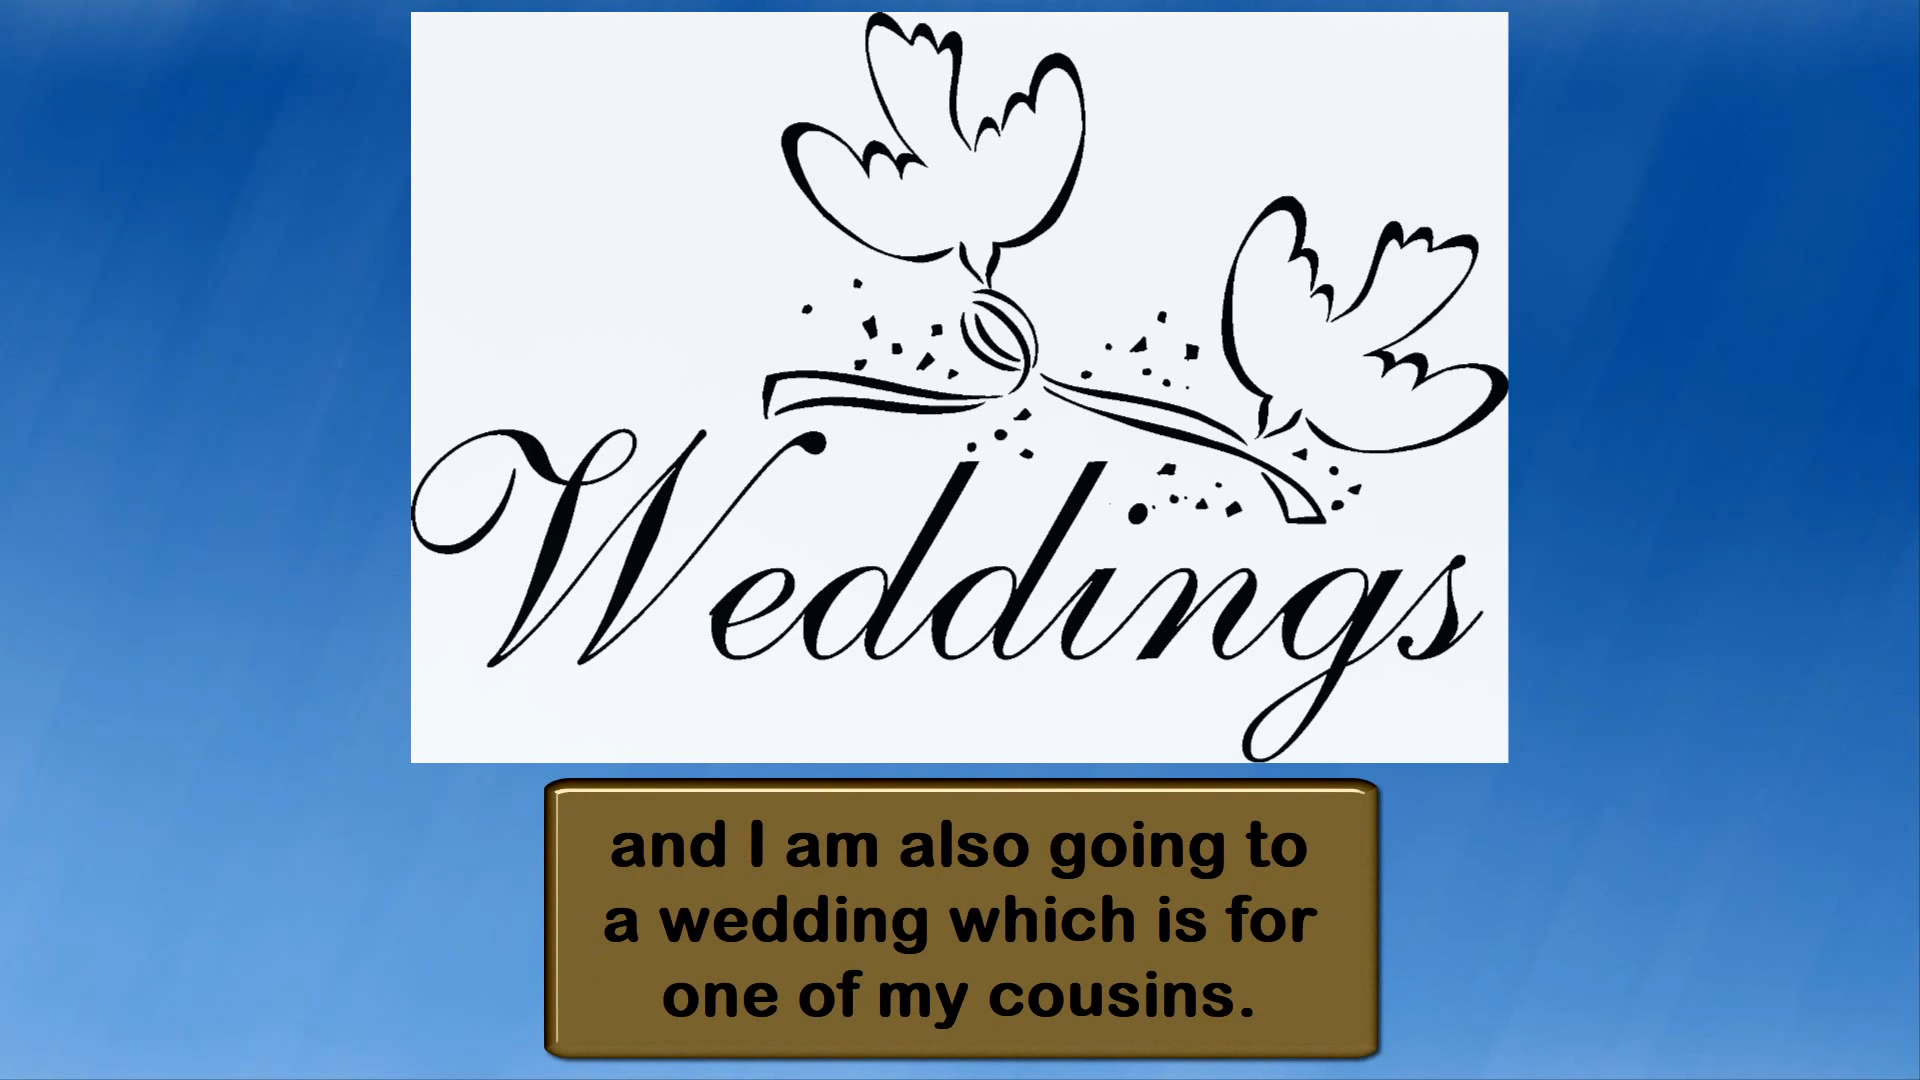 Weddings
and I am also going to
a wedding which is for
one of my cousins.